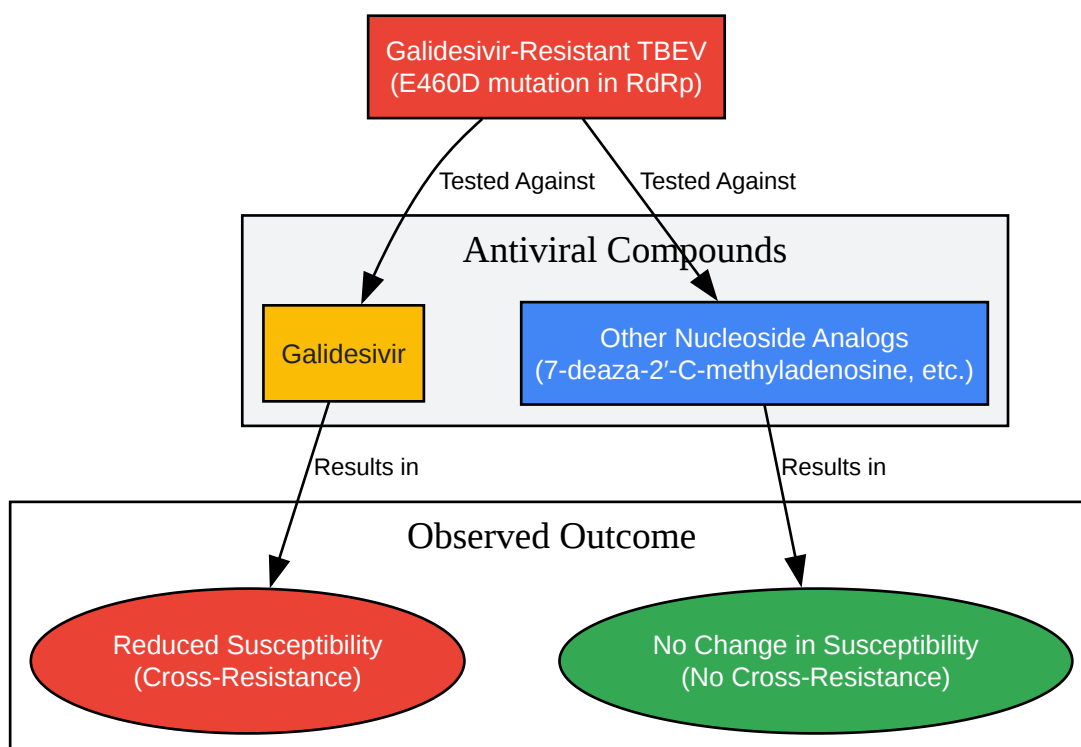 Galidesivir-Resistant TBEV
(E460D mutation in RdRp)
Tested Against
Tested Against
Antiviral Compounds
Galidesivir
Other Nucleoside Analogs
(7-deaza-2′-C-methyladenosine, etc.)
Results in
Results in
Observed Outcome
Reduced Susceptibility
(Cross-Resistance)
No Change in Susceptibility
(No Cross-Resistance)